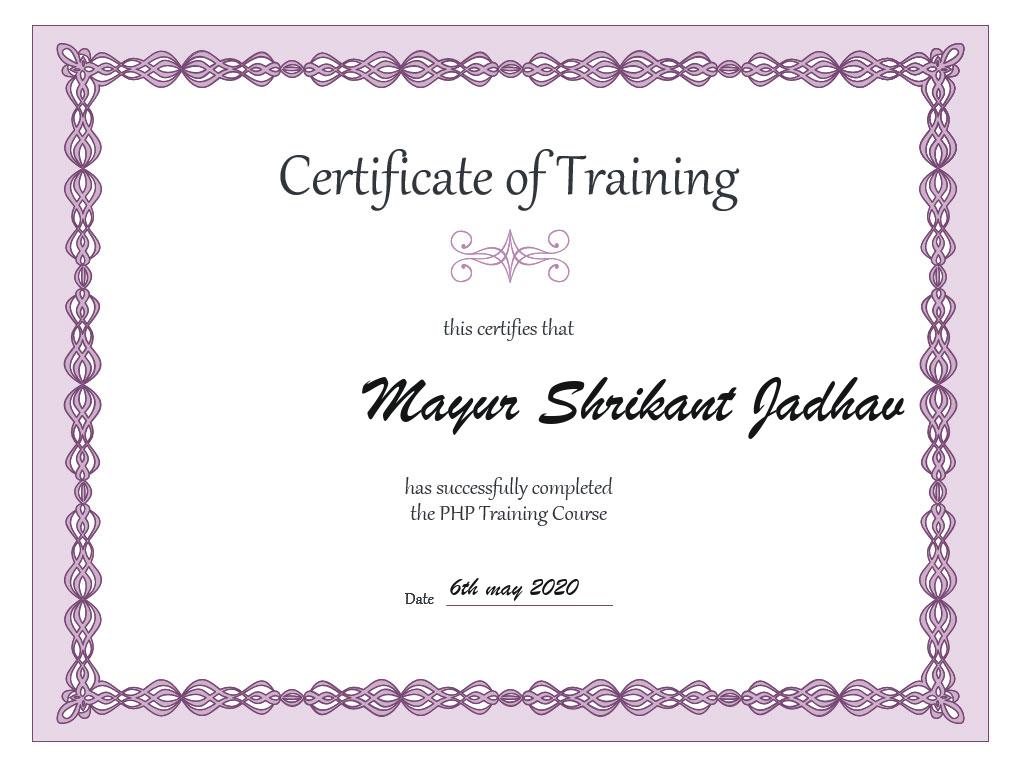 Certificate of Training
this certifies that
Mayur Shrikant Jadhav
has successfully completed
the PHP Training Course
Date 6th may 2020